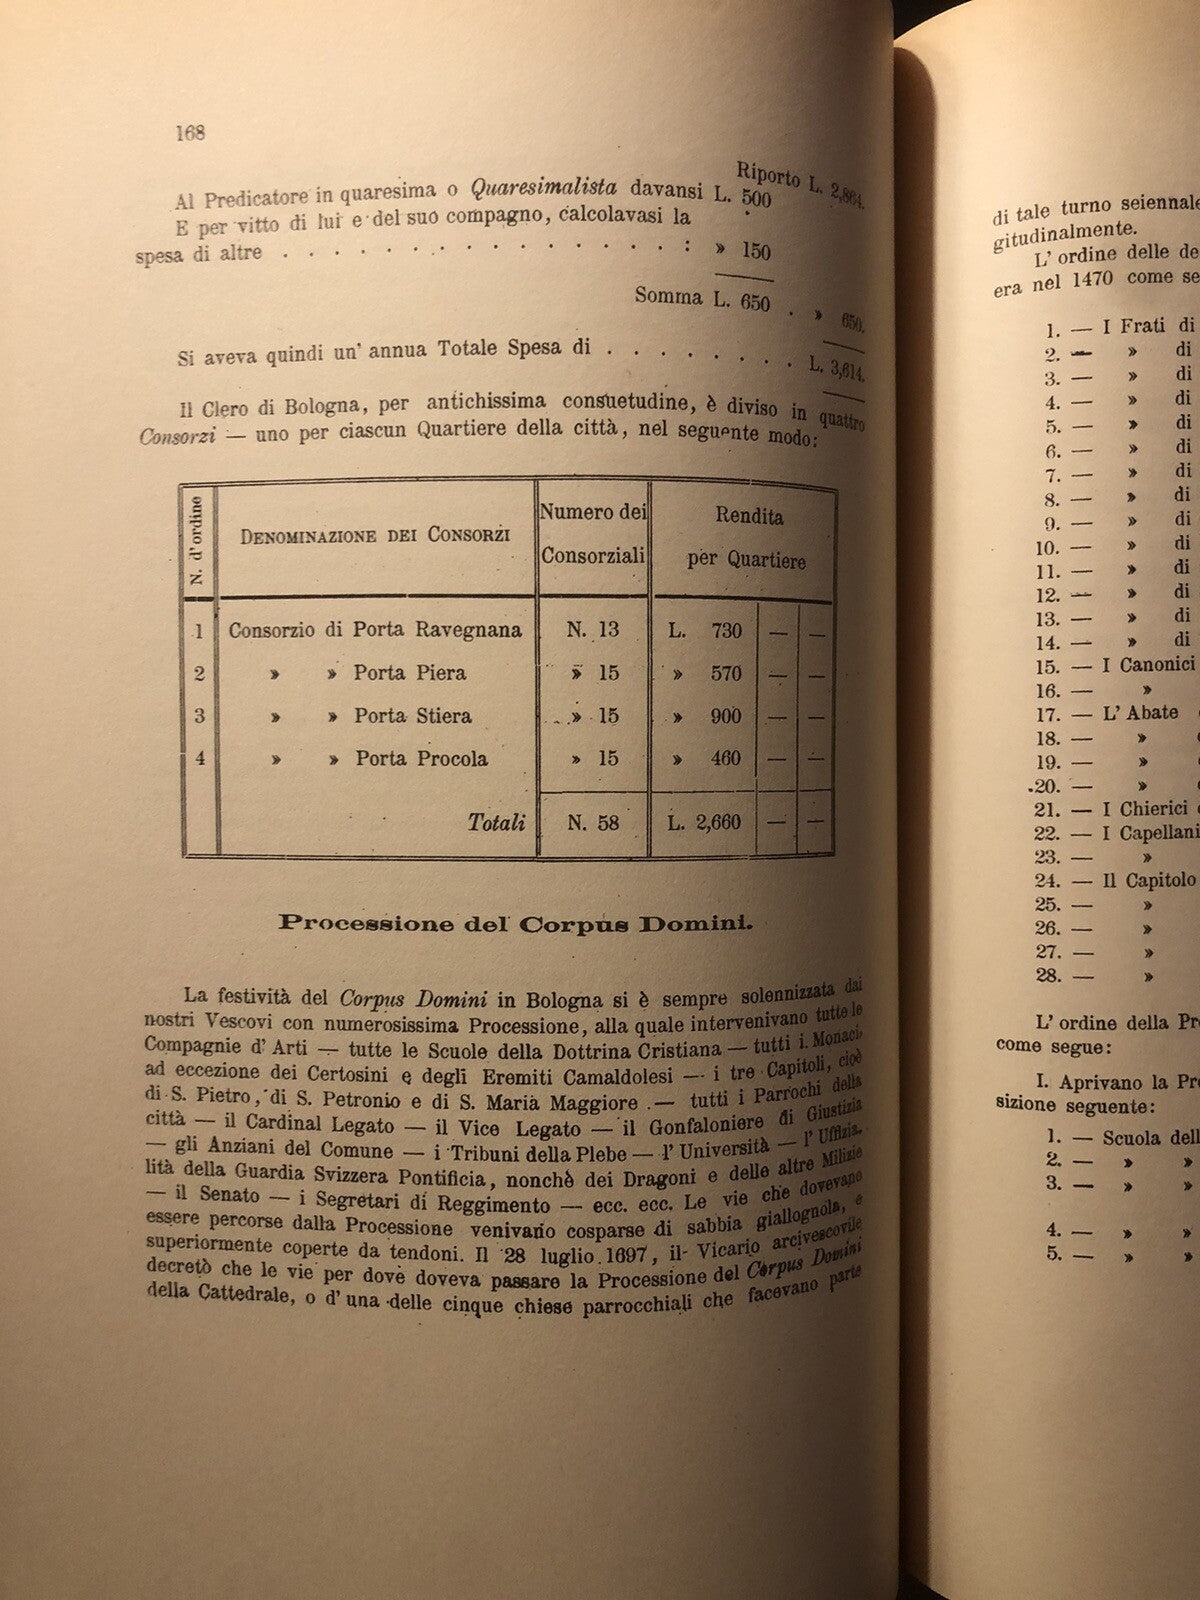 168
Riporto L.
Al Predicatore in quaresima o Quaresimalista davansi L. 500
E per vitto di lui e del suo compagno, calcolavasi la
spesa di altre . . . . . . . . . . . . . . : » 150
Somma L. 650 . » 650.
Si aveva quindi un' annua Totale Spesa di . . . . . . . . L. 3,614.
Il Clero di Bologna, per antichissima consuetudine, è diviso in quattro
Consorzi — uno per ciascun Quartiere della città, nel seguente modo:
N. d'ordine
DENOMINAZIONE DEI CONSORZI
Numero dei
Consorziali
Rendita
per Quartiere
1 Consorzio di Porta Ravegnana N. 13 L. 730 — —
2 » » Porta Piera » 15 » 570 — —
3 » » Porta Stiera » 15 » 900 — —
4 » » Porta Procola » 15 » 460 — —
Totali N. 58 L. 2,660 — —
Processione del Corpus Domini.
La festività del Corpus Domini in Bologna si è sempre solennizzata dai
nostri Vescovi con numerosissima Processione, alla quale intervenivano tutte le
Compagnie d' Arti — tutte le Scuole della Dottrina Cristiana — tutti i Monaci,
ad eccezione dei Certosini e degli Eremiti Camaldolesi — i tre Capitoli, cioè
di S. Pietro, di S. Petronio e di S. Maria Maggiore — tutti i Parrochi della
città — il Cardinal Legato — il Vice Legato — il Gonfaloniere di Giustizia
— gli Anziani del Comune — i Tribuni della Plebe — l' Università — l' Uffizia-
lità della Guardia Svizzera Pontificia, nonchè dei Dragoni e delle altre Milizie
— il Senato — i Segretari di Reggimento — ecc. ecc. Le vie che dovevano
essere percorse dalla Processione venivano cosparse di sabbia giallognola, e
superiormente coperte da tendoni. Il 28 luglio 1697, il Vicario arcivescovile
decretò che le vie per dove doveva passare la Processione del Corpus Domini
della Cattedrale, o d' una delle cinque chiese parrocchiali che facevano parte
di tale turno seiennale
gitudinalmente.
L' ordine delle de
era nel 1470 come se
1. — I Frati di
2. — » di
3. — » di
4. — » di
5. — » di
6. — » di
7. — » di
8. — » di
9. — » di
10. — » di
11. — » di
12. — » di
13. — » di
14. — » di
15. — I Canonici
16. — »
17. — L' Abate
18. — »
19. — »
20. — »
21. — I Chierici
22. — I Capellani
23. — »
24. — Il Capitolo
25. — »
26. — »
27. — »
28. — »
L' ordine della Pr
come segue:
I. Aprivano la Pr
sizione seguente:
1. — Scuola dell
2. — » »
3. — » »
4. — » »
5. — » »